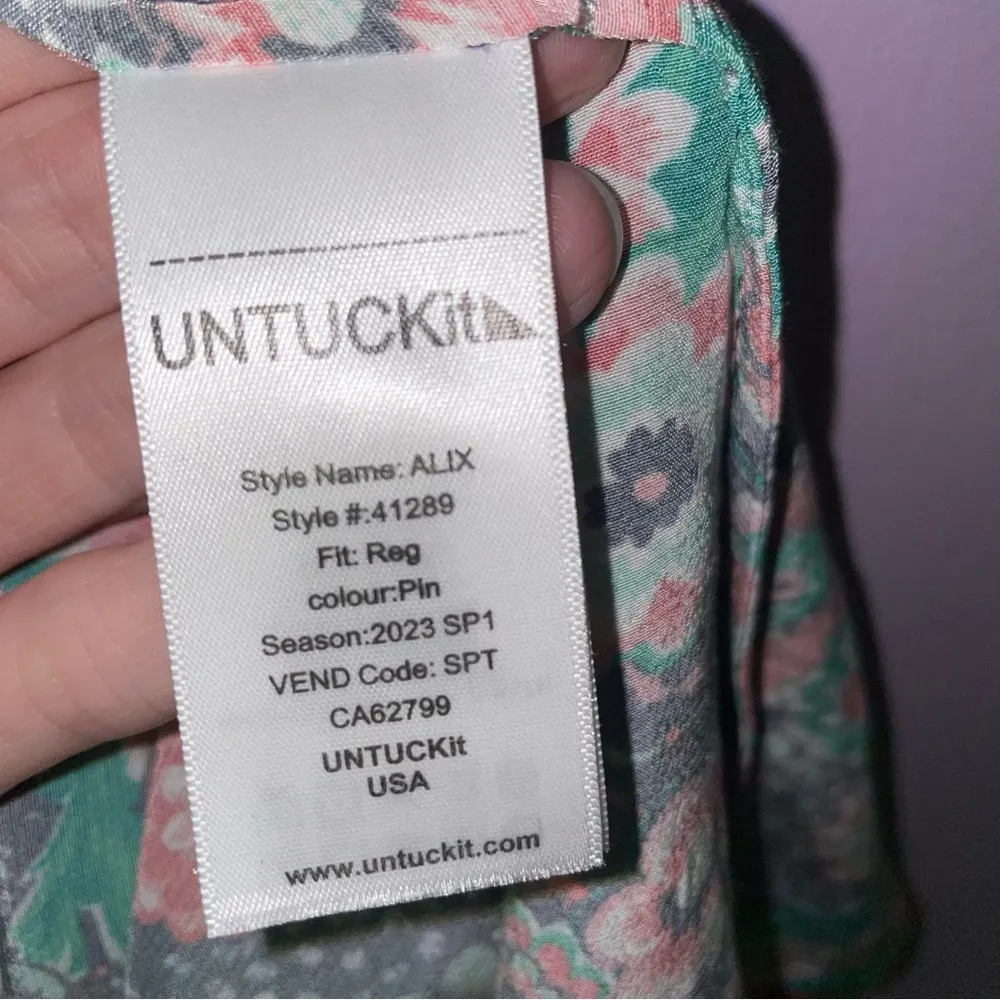 UNTUCKit
Style Name: ALIX
Style #:41289
Fit: Reg
colour:Pin
Season:2023 SP1
VEND Code: SPT
CA62799
UNTUCKit
USA
www.untuckit.com